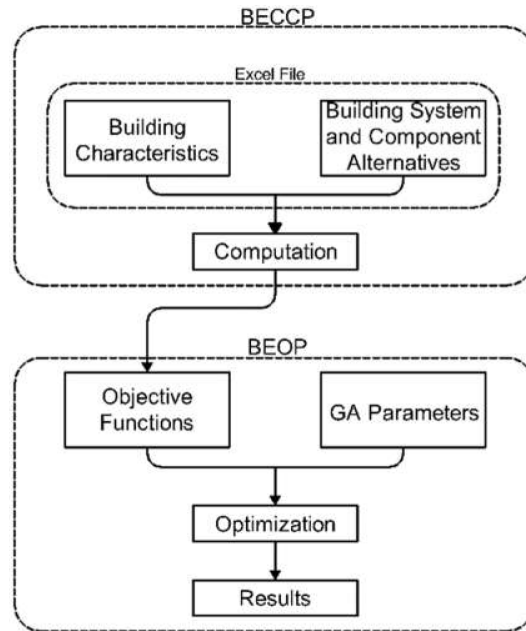 BECCP
Excel File
Building
Characteristics
Building System
and Component
Alternatives
Computation
BEOP
Objective
Functions
GA Parameters
Optimization
Results